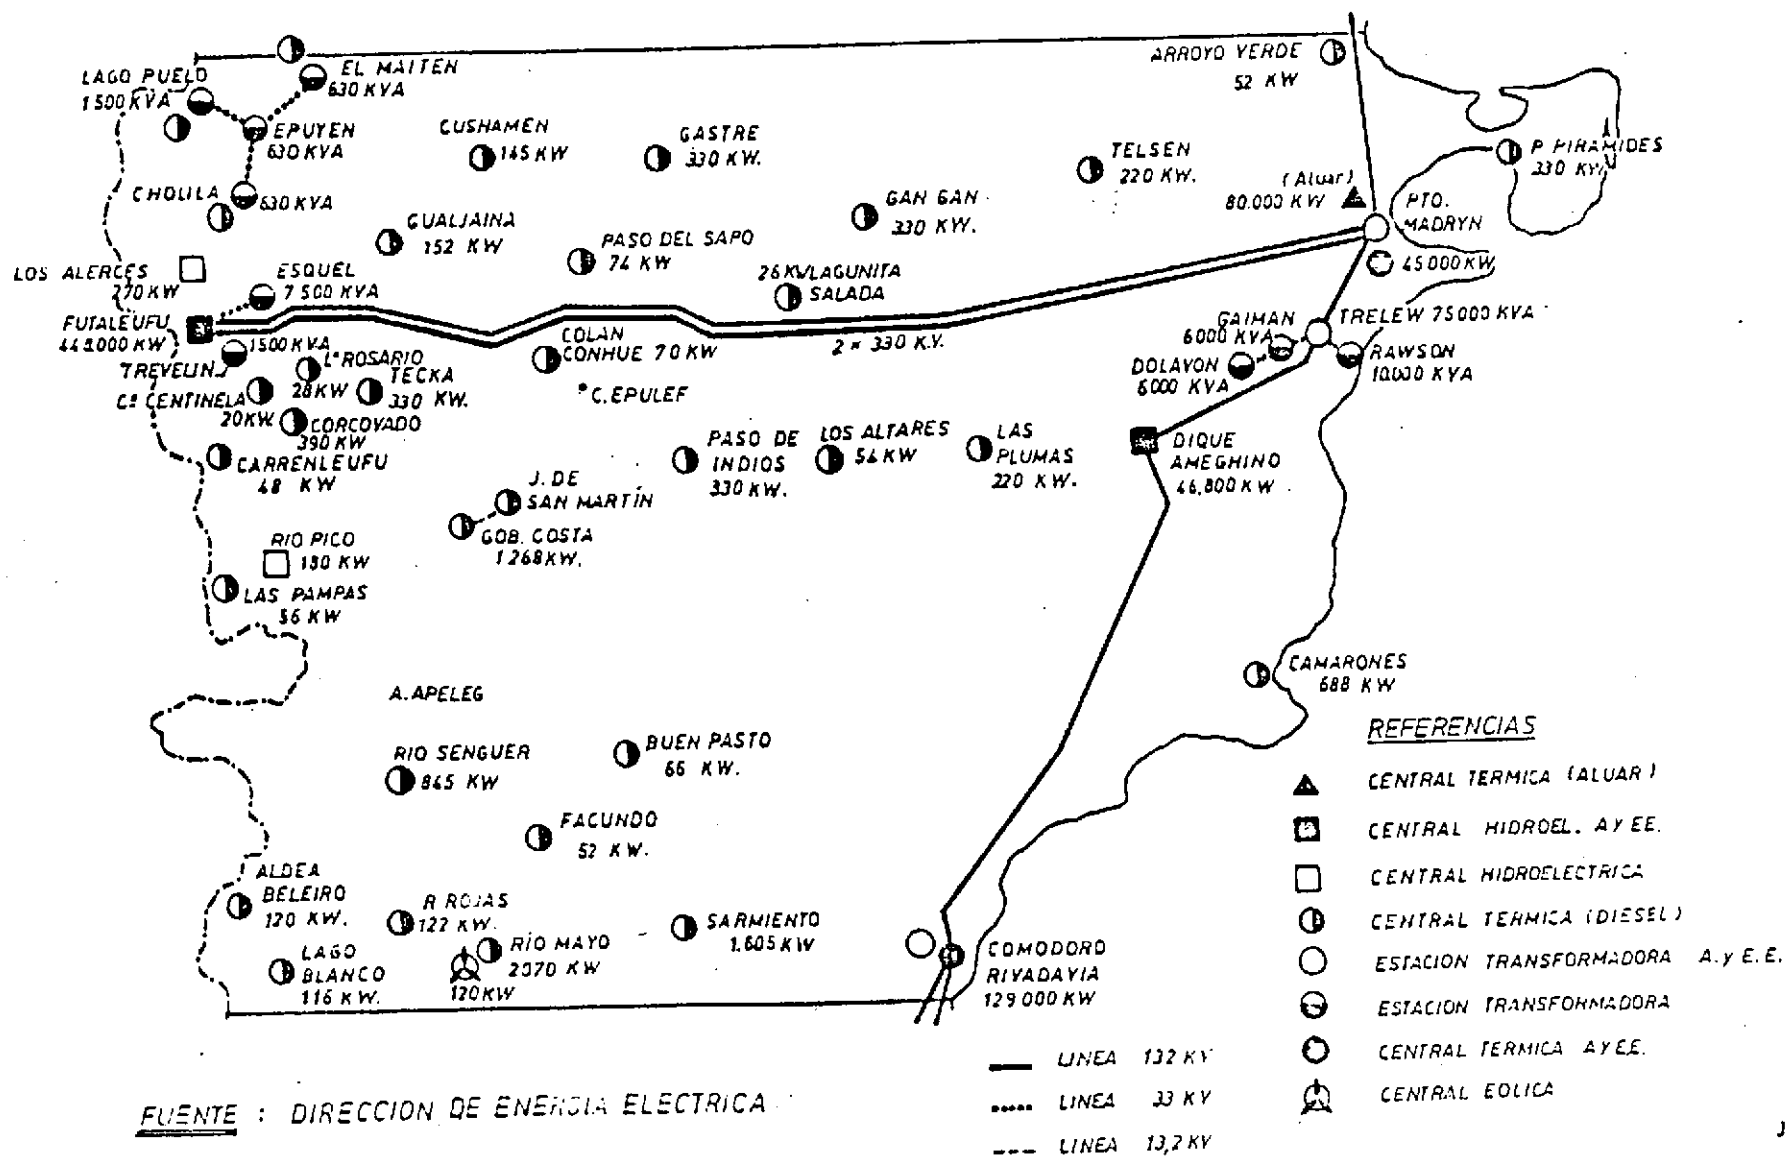 ARROYO VERDE
52 KW
LAGO PUELO
1500 KVA
EL MAITEN
630 KVA
EPUYEN
630 KVA
CUSHAMEN
145 KW
GASTRE
330 KW.
TELSEN
220 KW.
P. PIRAMIDES
330 KW
(Aluar)
80.000 KW
PTO.
MADRYN
45000 KW
CHOLILA
630 KVA
GUALJAINA
152 KW
PASO DEL SAPO
74 KW
GAN GAN
330 KW.
LOS ALERCES
270 KW
ESQUEL
7 500 KVA
26 KW LAGUNITA
SALADA
FUTALEUFU
448.000 KW
1500 KVA
TREVELIN
Lª ROSARIO
28 KW
TECKA
330 KW.
COLAN
CONHUE 70 KW
2 x 330 K.V.
GAIMAN
6000 KVA
TRELEW 75000 KVA
DOLAVON
6000 KVA
RAWSON
10.000 KVA
Cº CENTINELA
20 KW
C. EPULEF
CORCOVADO
390 KW
CARRENLEUFU
48 KW
J. DE
SAN MARTÍN
GOB. COSTA
1.268 KW.
PASO DE
INDIOS
330 KW.
LOS ALTARES
54 KW
LAS
PLUMAS
220 KW.
DIQUE
AMEGHINO
46,800 KW
RIO PICO
180 KW
LAS PAMPAS
56 KW
CAMARONES
688 KW
A. APELEG
RIO SENGUER
845 KW
BUEN PASTO
66 KW.
FACUNDO
52 KW.
ALDEA
BELEIRO
120 KW.
R ROJAS
122 KW.
SARMIENTO
1.605 KW
LAGO
BLANCO
116 KW.
RÍO MAYO
2070 KW
120 KW
COMODORO
RIVADAVIA
129 000 KW
REFERENCIAS
CENTRAL TERMICA (ALUAR)
CENTRAL HIDROEL. A Y EE.
CENTRAL HIDROELECTRICA
CENTRAL TERMICA (DIESEL)
ESTACION TRANSFORMADORA A. y E.E.
ESTACION TRANSFORMADORA
CENTRAL TERMICA A Y E.E.
CENTRAL EOLICA
LINEA 132 KV
LINEA 33 KV
LINEA 13,2 KV
FUENTE : DIRECCION DE ENERGIA ELECTRICA